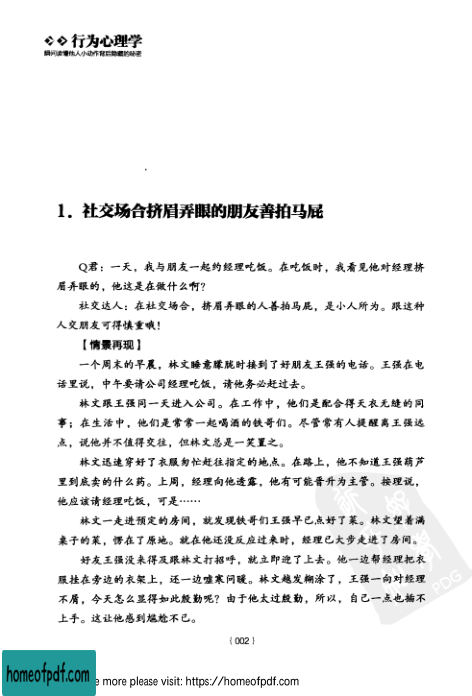 行为心理学
瞬间读懂他人小动作背后隐藏的秘密
1. 社交场合挤眉弄眼的朋友善拍马屁
Q君：一天，我与朋友一起约经理吃饭。在吃饭时，我看见他对经理挤
眉弄眼的，他这是在做什么啊?
社交达人：在社交场合，挤眉弄眼的人善拍马屁，是小人所为。跟这种
人交朋友可得慎重哦!
【情景再现】
一个周末的早晨，林文睡意朦胧时接到了好朋友王强的电话。王强在电
话里说，中午要请公司经理吃饭，请他务必赶过去。
林文跟王强同一天进入公司。在工作中，他们是配合得天衣无缝的同
事；在生活中，他们是常常一起喝酒的铁哥们。尽管常有人提醒离王强远
点，说他并不值得交往，但林文总是一笑置之。
林文迅速穿好了衣服匆忙赶往指定的地点。在路上，他不知道王强葫芦
里到底卖的什么药。上周，经理向他透露，他有可能晋升为主管。按理说，
他应该请经理吃饭，可是……
林文一走进预定的房间，就发现铁哥们王强早已点好了菜。林文望着满
桌子的菜，愣在了原地。就在他还没反应过来时，经理已大步走进了房间。
好友王强没来得及跟林文打招呼，就立即迎了上去。他一边帮经理把衣
服挂在旁边的衣架上，还一边嘘寒问暖。林文越发糊涂了，王强一向对经理
不屑，今天怎么显得如此殷勤呢？由于他太过殷勤，所以，自己一点也插不
上手。这让他感到尴尬不已。
{002}
PDG
homeofpdf.com
e more please visit: https://homeofpdf.com